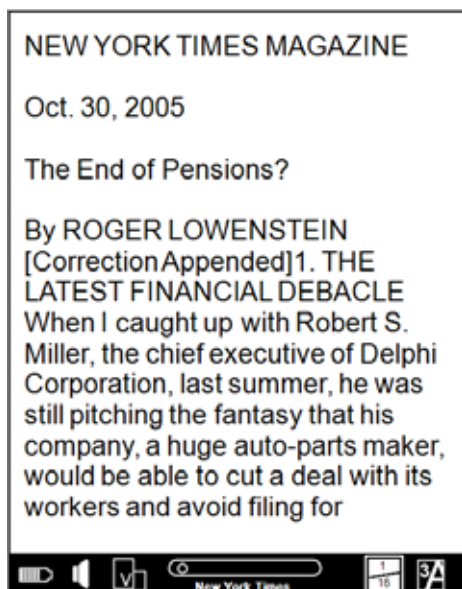 NEW YORK TIMES MAGAZINE
Oct. 30, 2005
The End of Pensions?
By ROGER LOWENSTEIN
[Correction Appended]1. THE
LATEST FINANCIAL DEBACLE
When I caught up with Robert S.
Miller, the chief executive of Delphi
Corporation, last summer, he was
still pitching the fantasy that his
company, a huge auto-parts maker,
would be able to cut a deal with its
workers and avoid filing for
V
New York Times
1
16
3A